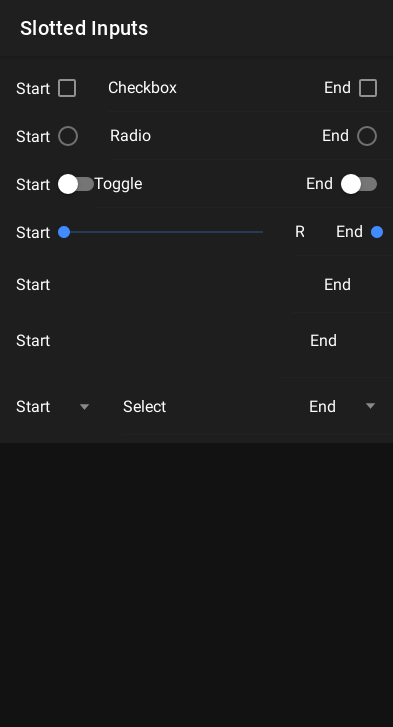 Slotted Inputs
Start Checkbox End
Start Radio End
Start Toggle End
Start R End
Start End
Start End
Start Select End